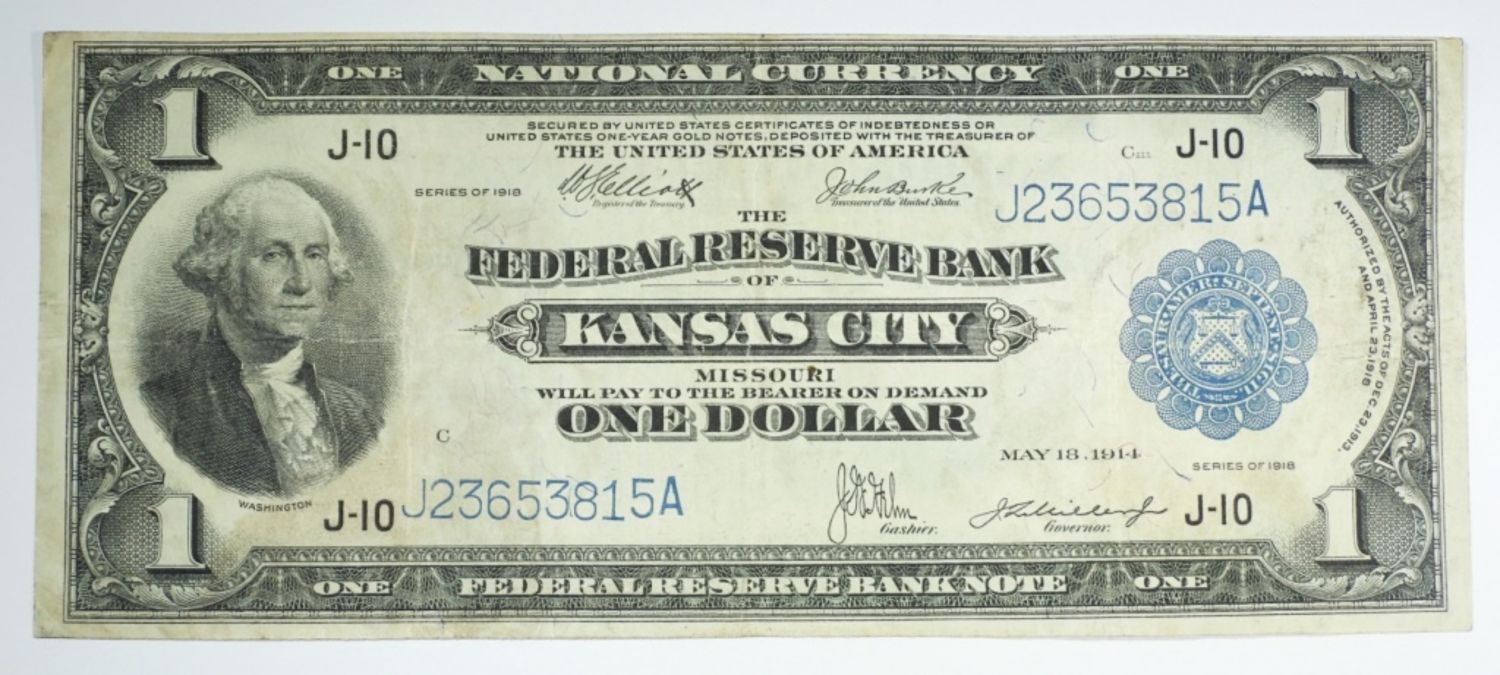 ONE NATIONAL CURRENCY ONE
1 1
SECURED BY UNITED STATES CERTIFICATES OF INDEBTEDNESS OR
UNITED STATES ONE-YEAR GOLD NOTES, DEPOSITED WITH THE TREASURER OF
J-10 THE UNITED STATES OF AMERICA J-10
SERIES OF 1918 Register of the Treasury. John Burke Treasurer of the United States.
J23653815A
THE
FEDERAL RESERVE BANK
OF
KANSAS CITY
MISSOURI
WILL PAY TO THE BEARER ON DEMAND
ONE DOLLAR
C
AUTHORIZED BY THE ACTS OF DEC. 23, 1913,
AND APRIL 23, 1918
MAY 18, 1914
SERIES OF 1918
WASHINGTON
J-10 J23653815A
Cashier. Governor. J-10
1 1
ONE FEDERAL RESERVE BANK NOTE ONE